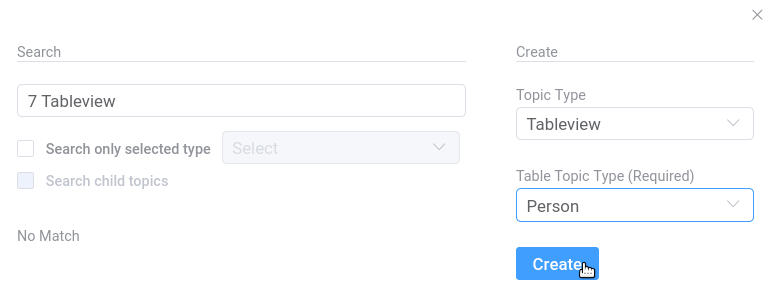 Search
7 Tableview
Search only selected type
Select
Search child topics
No Match
Create
Topic Type
Tableview
Table Topic Type (Required)
Person
Create